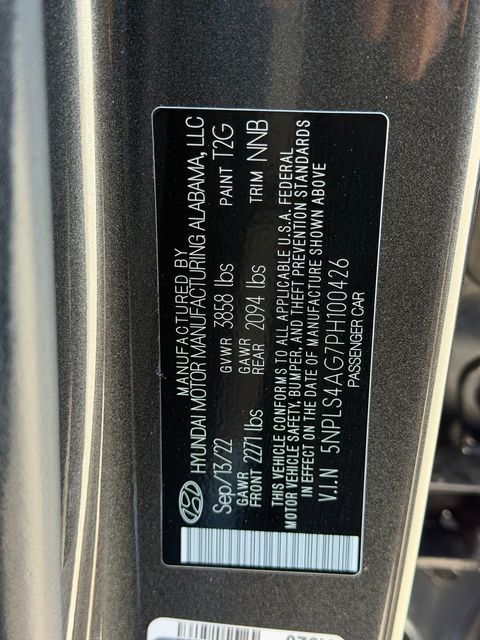 MANUFACTURED BY
HYUNDAI MOTOR MANUFACTURING ALABAMA, LLC
Sep/13/22 GVWR 3858 lbs PAINT T2G
GAWR FRONT 2271 lbs GAWR REAR 2094 lbs TRIM NNB
THIS VEHICLE CONFORMS TO ALL APPLICABLE U.S.A. FEDERAL
MOTOR VEHICLE SAFETY, BUMPER, AND THEFT PREVENTION STANDARDS
IN EFFECT ON THE DATE OF MANUFACTURE SHOWN ABOVE
V.I.N 5NPLS4AG7PH100426
PASSENGER CAR